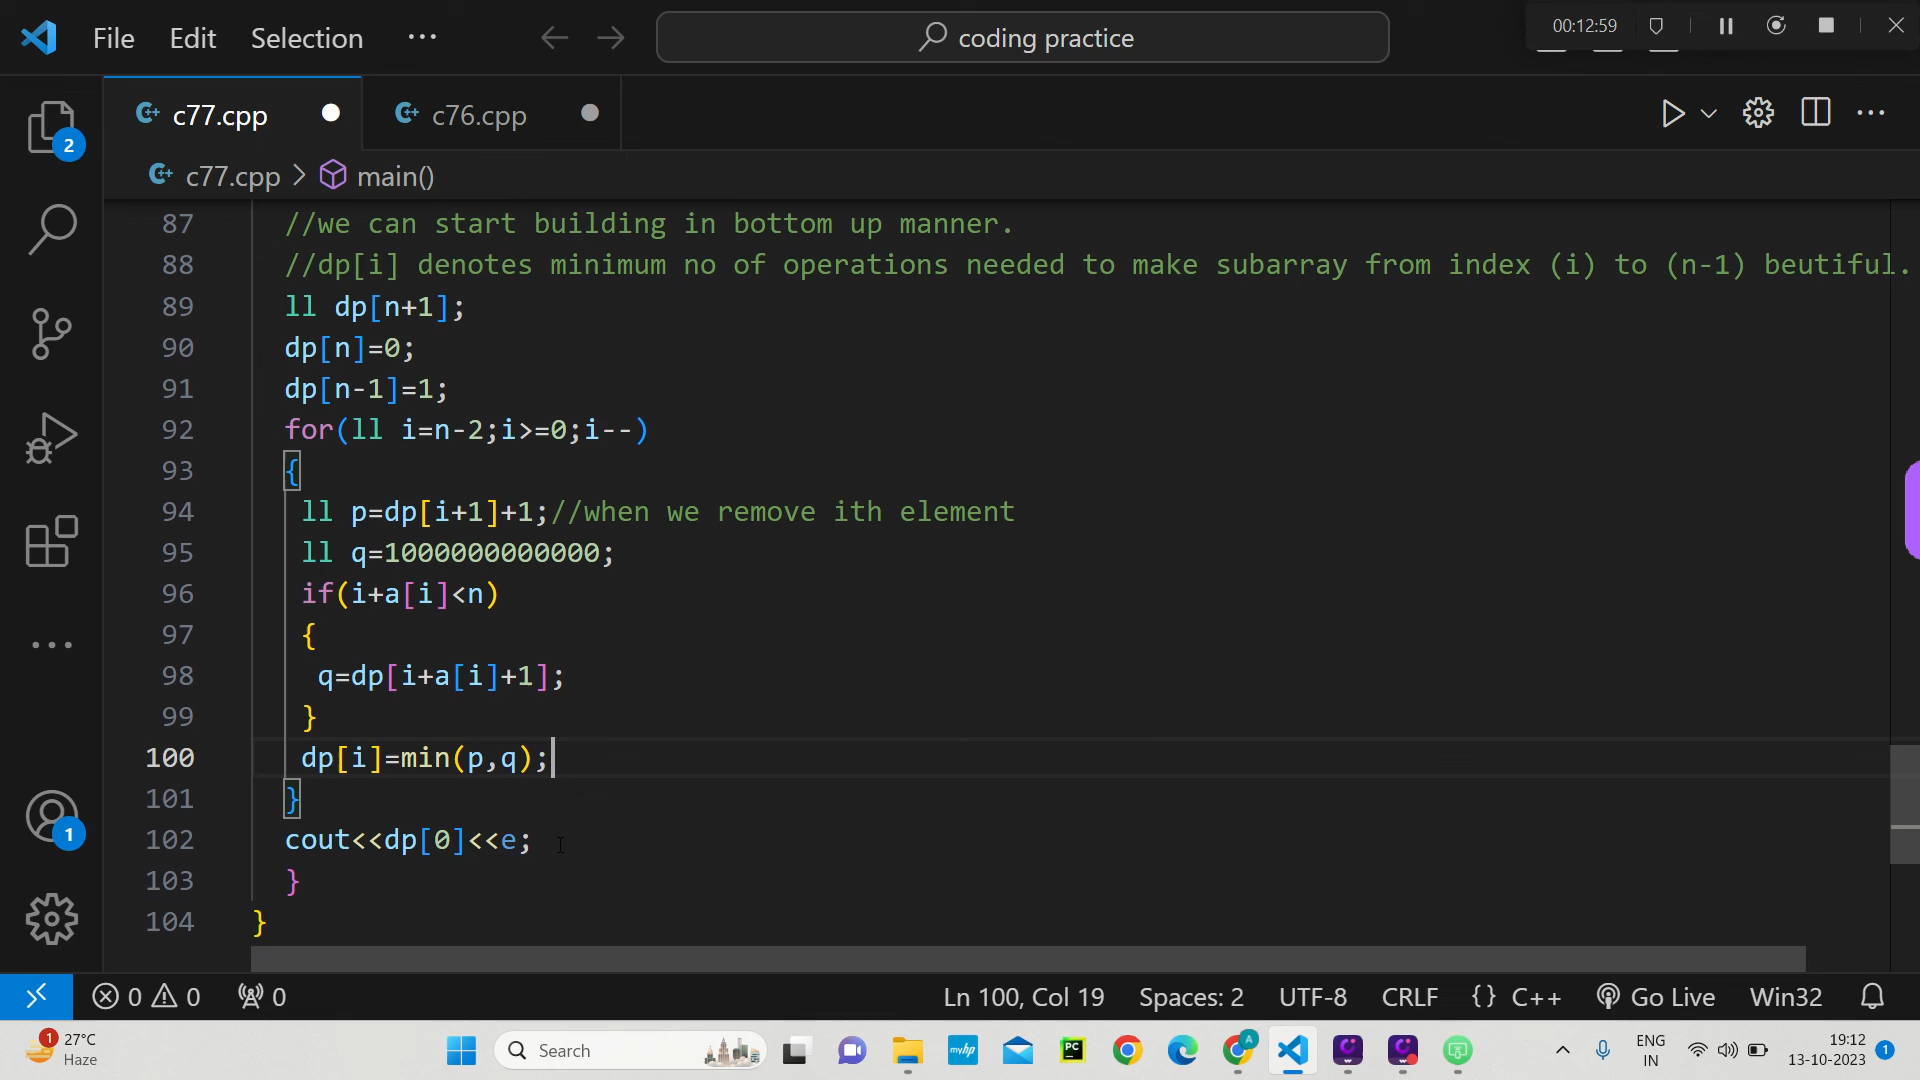 File Edit Selection ··· coding practice 00:12:59
c77.cpp c76.cpp
c77.cpp > main()
2
87 //we can start building in bottom up manner.
88 //dp[i] denotes minimum no of operations needed to make subarray from index (i) to (n-1) beutiful.
89 ll dp[n+1];
90 dp[n]=0;
91 dp[n-1]=1;
92 for(ll i=n-2;i>=0;i--)
93 {
94 ll p=dp[i+1]+1;//when we remove ith element
95 ll q=1000000000000;
96 if(i+a[i]<n)
97 {
98 q=dp[i+a[i]+1];
99 }
100 dp[i]=min(p,q);
101 }
102 cout<<dp[0]<<e;
103 }
104 }
1
0 0 0 Ln 100, Col 19 Spaces: 2 UTF-8 CRLF {} C++ Go Live Win32
1 27°C
Haze
Search
myhp
PC
A
ENG
IN
19:12
13-10-2023
1